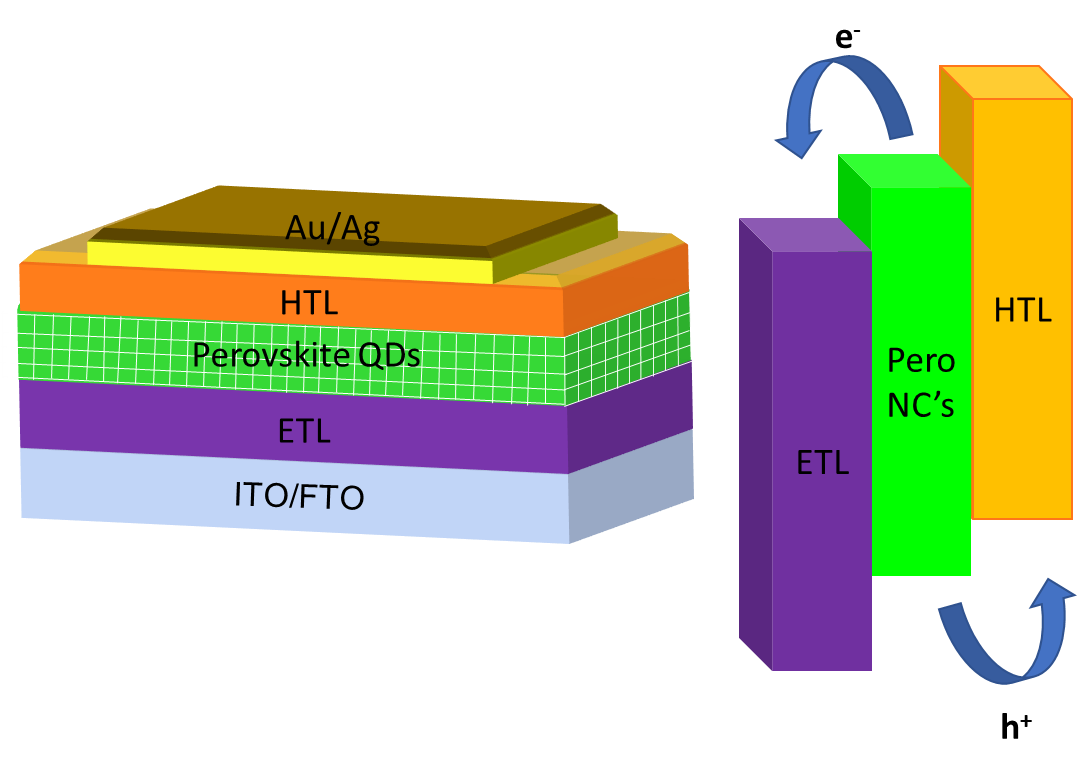 Au/Ag
HTL
Perovskite QDs
ETL
ITO/FTO
e⁻
HTL
Pero
NC's
ETL
h⁺